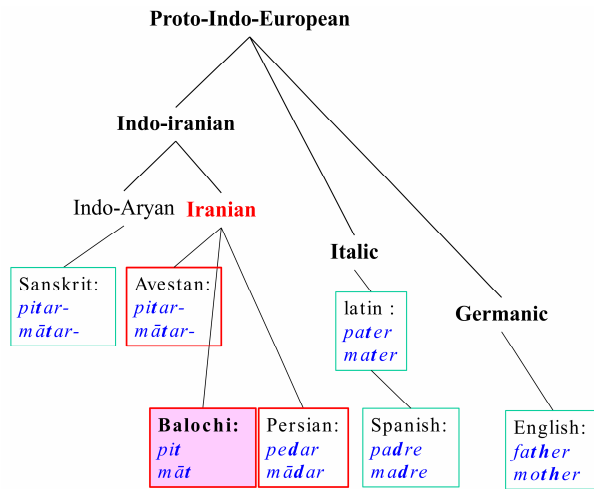 Proto-Indo-European
Indo-iranian
Indo-Aryan
Iranian
Italic
Germanic
Sanskrit:
pitar-
mātar-
Avestan:
pitar-
mātar-
latin :
pater
mater
Balochi:
pit
māt
Persian:
pedar
mādar
Spanish:
padre
madre
English:
father
mother